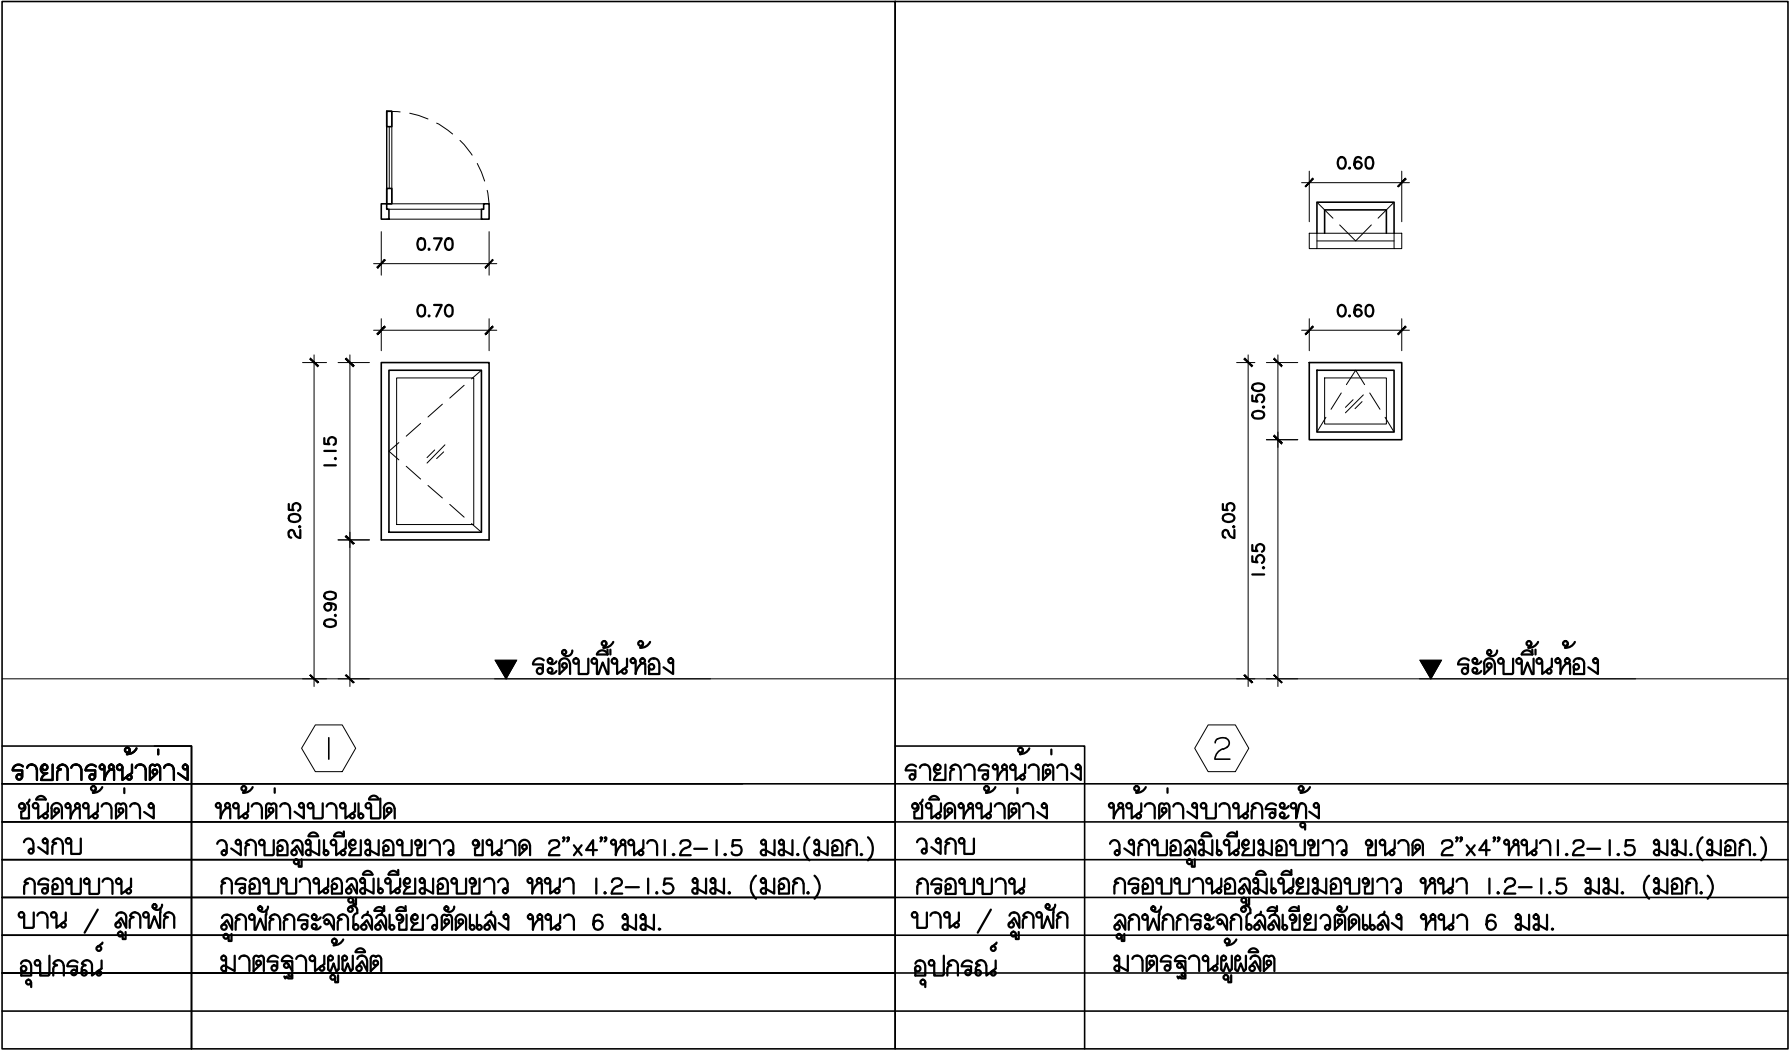 0.70
0.70
1.15
2.05
0.90
ระดับพื้นห้อง
1
รายการหน้าต่าง
ชนิดหน้าต่าง หน้าต่างบานเปิด
วงกบ วงกบอลูมิเนียมอบขาว ขนาด 2"x4"หนา1.2-1.5 มม.(มอก.)
กรอบบาน กรอบบานอลูมิเนียมอบขาว หนา 1.2-1.5 มม. (มอก.)
บาน / ลูกฟัก ลูกฟักกระจกใสสีเขียวตัดแสง หนา 6 มม.
อุปกรณ์ มาตรฐานผู้ผลิต
0.60
0.60
0.50
2.05
1.55
ระดับพื้นห้อง
2
รายการหน้าต่าง
ชนิดหน้าต่าง หน้าต่างบานกระทุ้ง
วงกบ วงกบอลูมิเนียมอบขาว ขนาด 2"x4"หนา1.2-1.5 มม.(มอก.)
กรอบบาน กรอบบานอลูมิเนียมอบขาว หนา 1.2-1.5 มม. (มอก.)
บาน / ลูกฟัก ลูกฟักกระจกใสสีเขียวตัดแสง หนา 6 มม.
อุปกรณ์ มาตรฐานผู้ผลิต